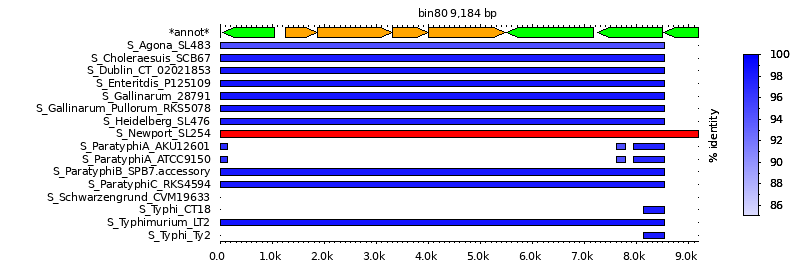 bin80 9,184 bp
*annot*
S_Agona_SL483
S_Choleraesuis_SCB67
S_Dublin_CT_02021853
S_Enteritdis_P125109
S_Gallinarum_28791
S_Gallinarum_Pullorum_RKS5078
S_Heidelberg_SL476
S_Newport_SL254
S_ParatyphiA_AKU12601
S_ParatyphiA_ATCC9150
S_ParatyphiB_SPB7.accessory
S_ParatyphiC_RKS4594
S_Schwarzengrund_CVM19633
S_Typhi_CT18
S_Typhimurium_LT2
S_Typhi_Ty2
0.0 1.0k 2.0k 3.0k 4.0k 5.0k 6.0k 7.0k 8.0k 9.0k
% identity
100
98
96
94
92
90
88
86